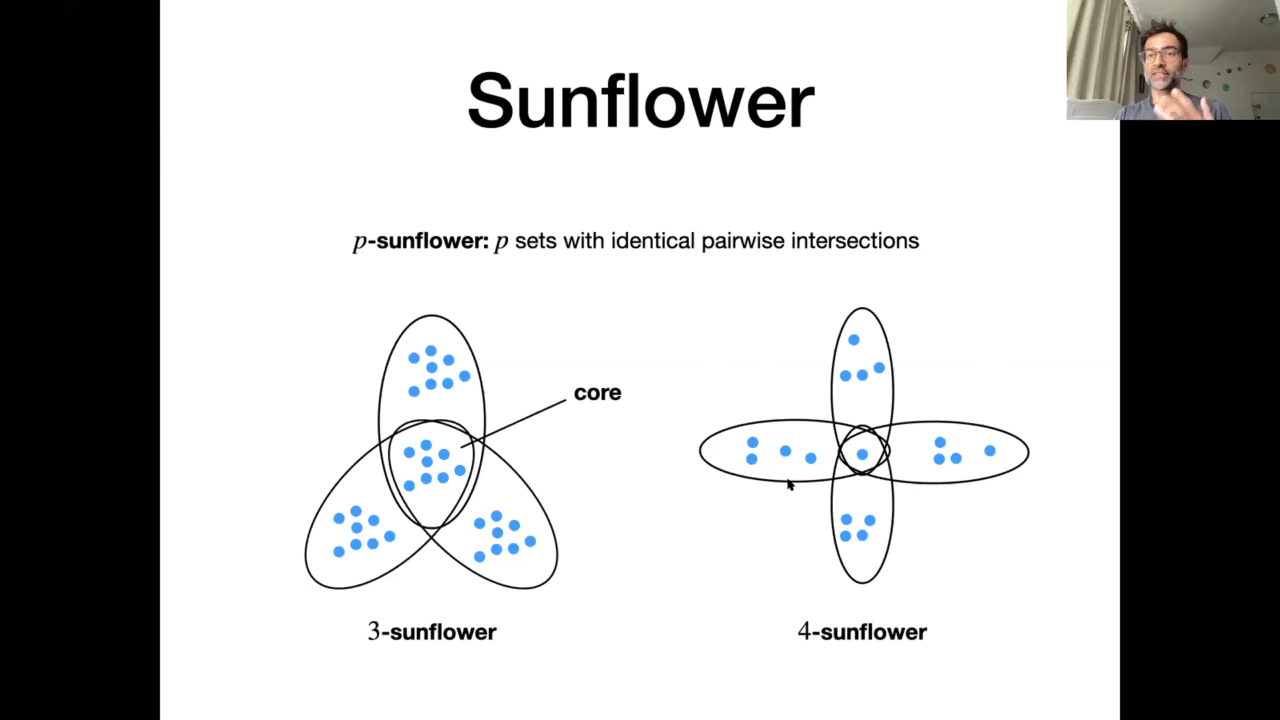 Sunflower
p-sunflower: p sets with identical pairwise intersections
core
3-sunflower
4-sunflower